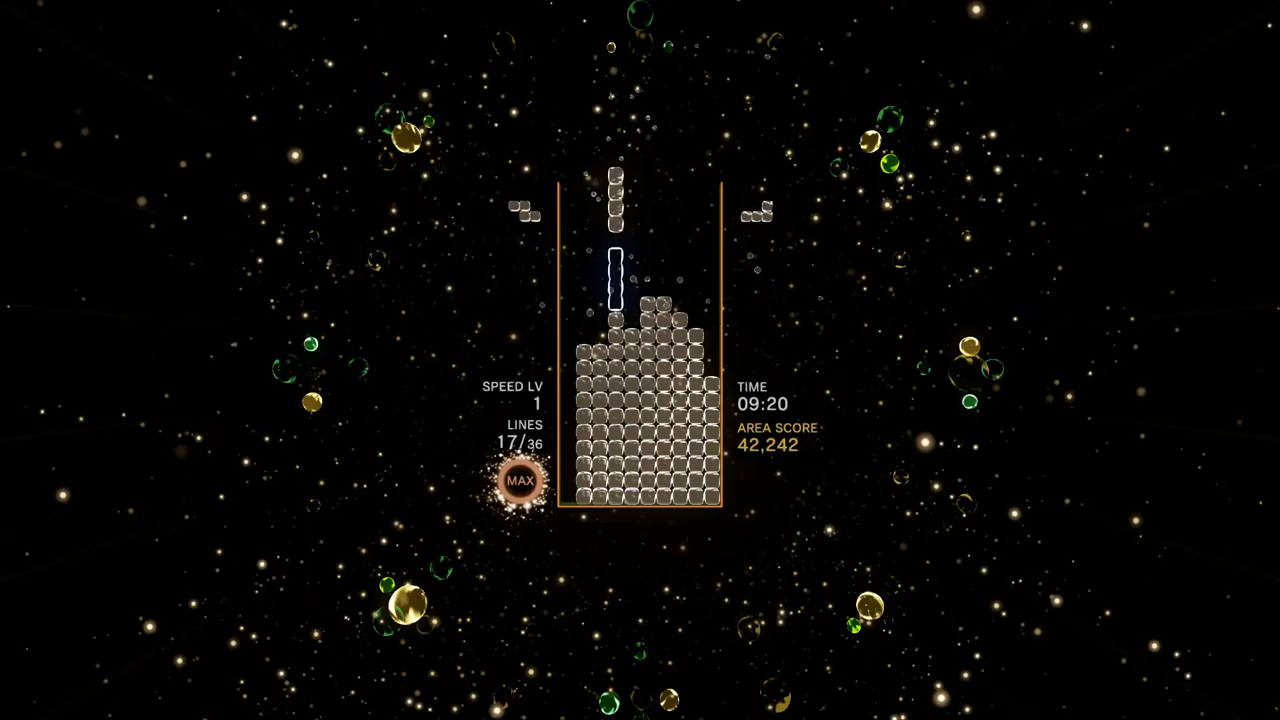 SPEED LV
1
LINES
17/36
MAX
TIME
09:20
AREA SCORE
42,242